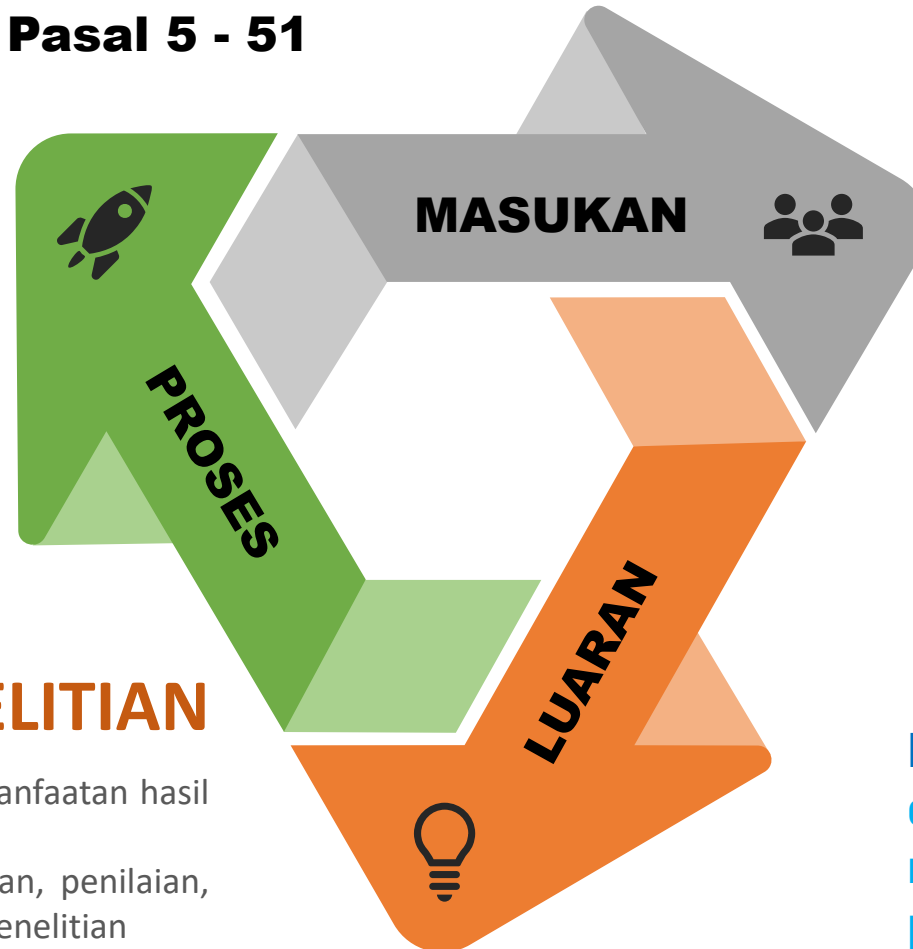 Pasal 5 - 51
MASUKAN
PROSES
LUARAN
ELITIAN
anfaatan hasil
an, penilaian,
enelitian